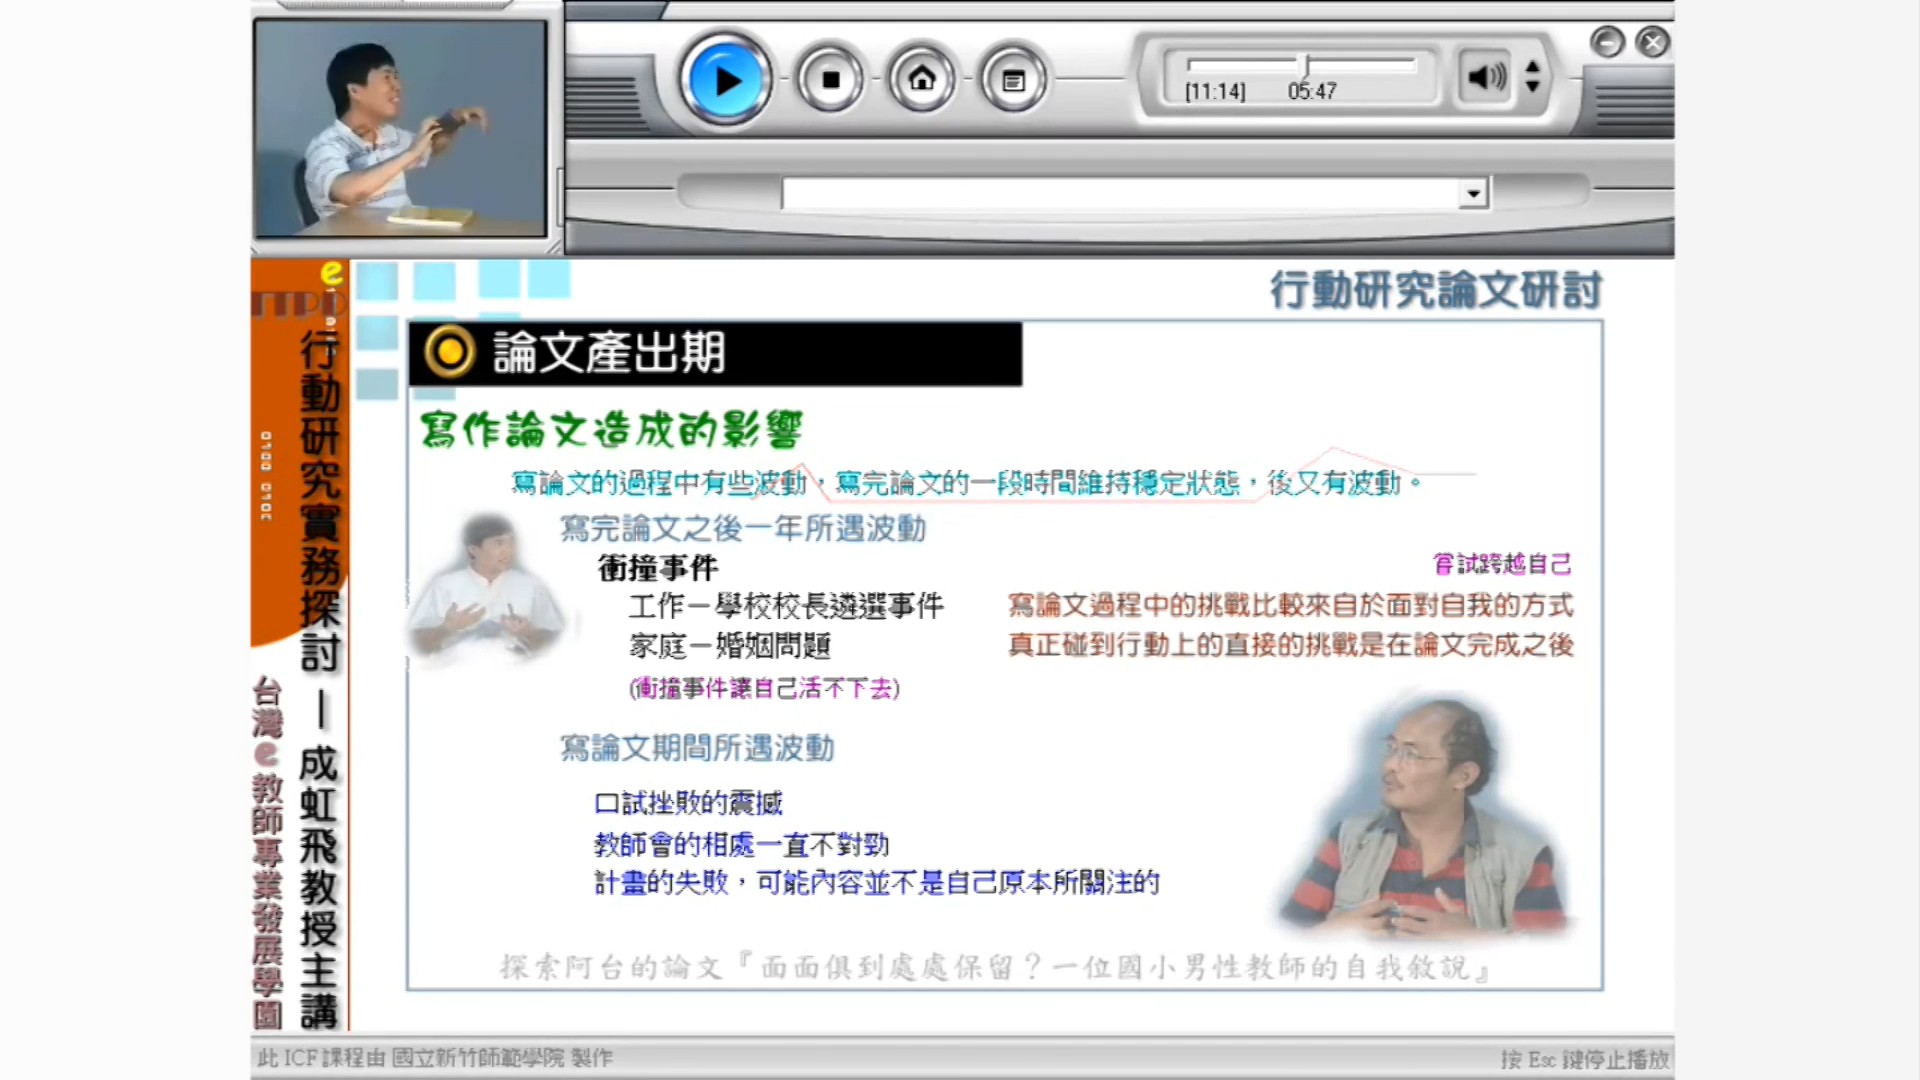 [11:14] 05:47
行動研究論文研討
論文產出期
寫作論文造成的影響
寫論文的過程中有些波動，寫完論文的一段時間維持穩定狀態，後又有波動。
寫完論文之後一年所遇波動
衝撞事件
嘗試跨越自己
工作－學校校長遴選事件
寫論文過程中的挑戰比較來自於面對自我的方式
家庭－婚姻問題
真正碰到行動上的直接的挑戰是在論文完成之後
(衝撞事件讓自己活不下去)
寫論文期間所遇波動
口試挫敗的震撼
教師會的相處一直不對勁
計畫的失敗，可能內容並不是自己原本所關注的
探索阿台的論文『面面俱到處處保留？一位國小男性教師的自我敘說』
行動研究實務探討－成虹飛教授主講
台灣e教師專業發展學園
此 ICF 課程由 國立新竹師範學院 製作
按 Esc 鍵停止播放